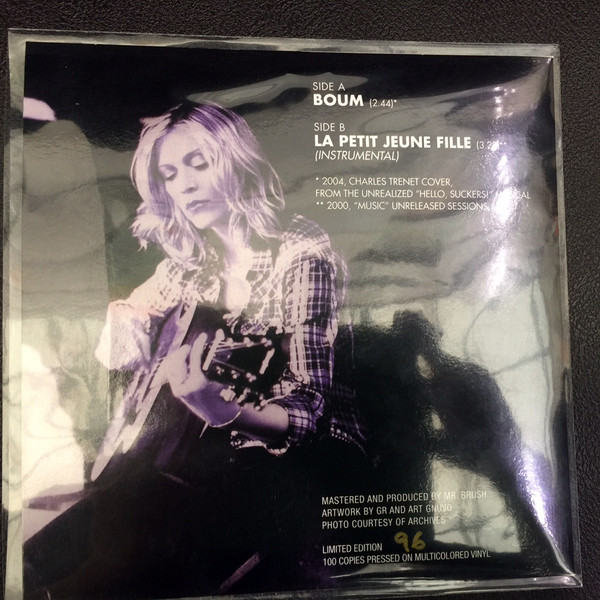 SIDE A
BOUM (2.44)*
SIDE B
LA PETIT JEUNE FILLE
(INSTRUMENTAL)
* 2004, CHARLES TRENET COVER,
FROM THE UNREALIZED "HELLO, SUCKERS!"
** 2000, "MUSIC" UNRELEASED SESSIONS
MASTERED AND PRODUCED BY MR. BRUSH
ARTWORK BY GR AND ART
PHOTO COURTESY OF ARCHIVES
LIMITED EDITION 96
100 COPIES PRESSED ON MULTICOLORED VINYL